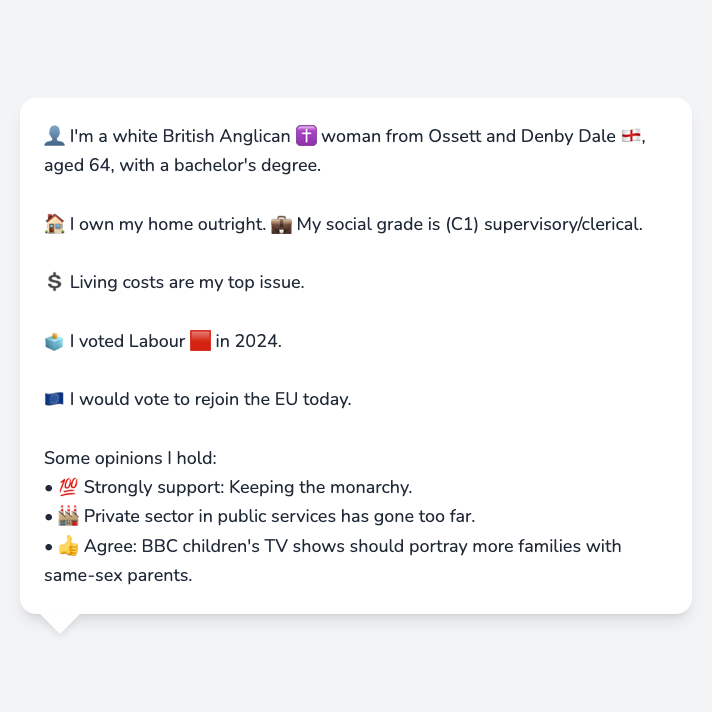 👤 I'm a white British Anglican ✝️ woman from Ossett and Denby Dale 🏴󠁧󠁢󠁥󠁮󠁧󠁿,
aged 64, with a bachelor's degree.
🏠 I own my home outright. 💼 My social grade is (C1) supervisory/clerical.
💲 Living costs are my top issue.
🗳️ I voted Labour 🟥 in 2024.
🇪🇺 I would vote to rejoin the EU today.
Some opinions I hold:
• 💯 Strongly support: Keeping the monarchy.
• 🏭 Private sector in public services has gone too far.
• 👍 Agree: BBC children's TV shows should portray more families with
same-sex parents.